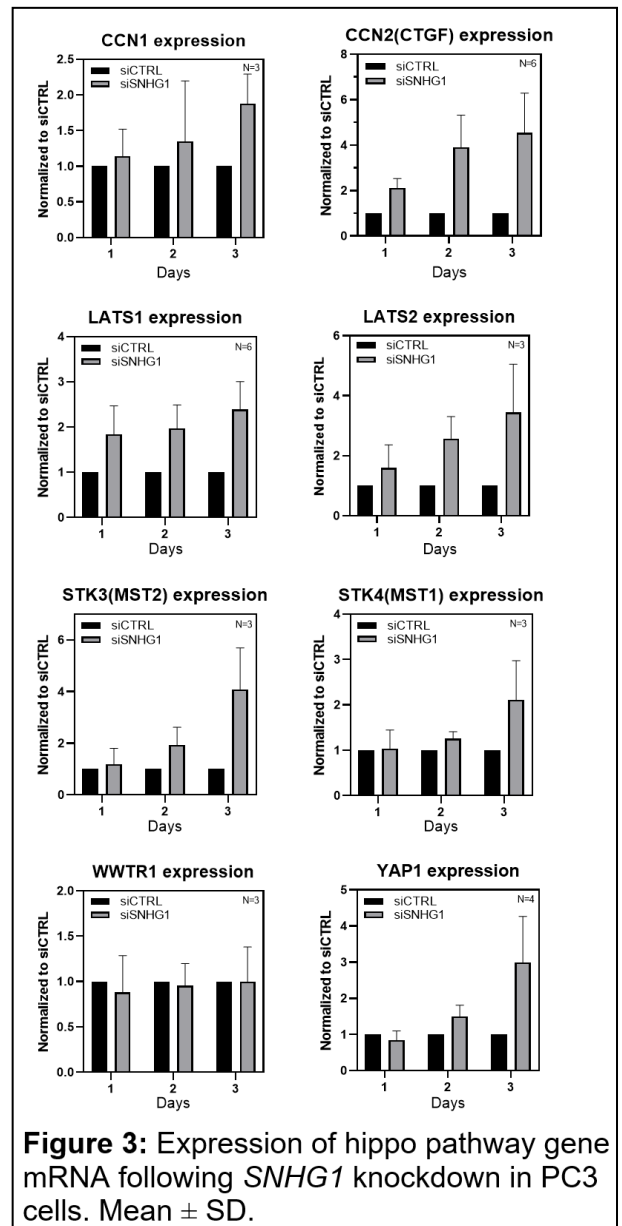 CCN1 expression
Normalized to siCTRL
2.5
2.0
1.5
1.0
0.5
0.0
siCTRL
siSNHG1
N=3
1 2 3
Days
CCN2(CTGF) expression
Normalized to siCTRL
8
6
4
2
0
siCTRL
siSNHG1
N=6
1 2 3
Days
LATS1 expression
Normalized to siCTRL
4
3
2
1
0
siCTRL
siSNHG1
N=6
1 2 3
Days
LATS2 expression
Normalized to siCTRL
6
4
2
0
siCTRL
siSNHG1
N=3
1 2 3
Days
STK3(MST2) expression
Normalized to siCTRL
6
4
2
0
siCTRL
siSNHG1
N=3
1 2 3
Days
STK4(MST1) expression
Normalized to siCTRL
4
3
2
1
0
siCTRL
siSNHG1
N=3
1 2 3
Days
WWTR1 expression
Normalized to siCTRL
2.0
1.5
1.0
0.5
0.0
siCTRL
siSNHG1
N=3
1 2 3
Days
YAP1 expression
Normalized to siCTRL
5
4
3
2
1
0
siCTRL
siSNHG1
N=4
1 2 3
Days
Figure 3: Expression of hippo pathway gene
mRNA following SNHG1 knockdown in PC3
cells. Mean ± SD.